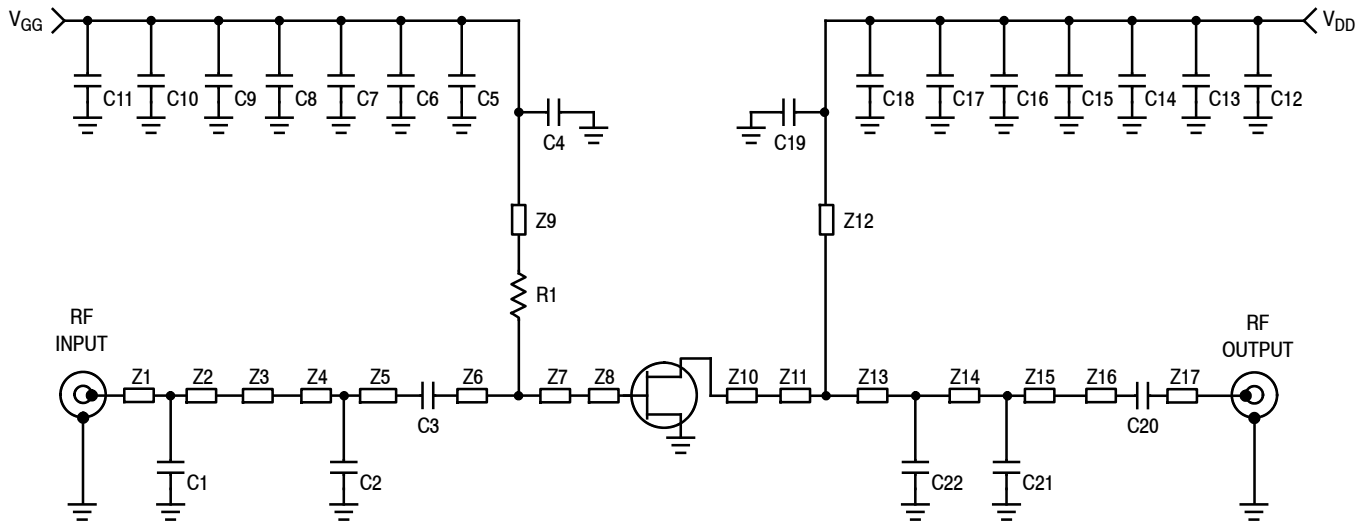 VGG
VDD
C11 C10 C9 C8 C7 C6 C5
C18 C17 C16 C15 C14 C13 C12
C4
C19
Z9
Z12
R1
RF
INPUT
RF
OUTPUT
Z1 Z2 Z3 Z4 Z5 Z6 Z7 Z8 Z10 Z11 Z13 Z14 Z15 Z16 Z17
C3
C20
C1 C2 C22 C21